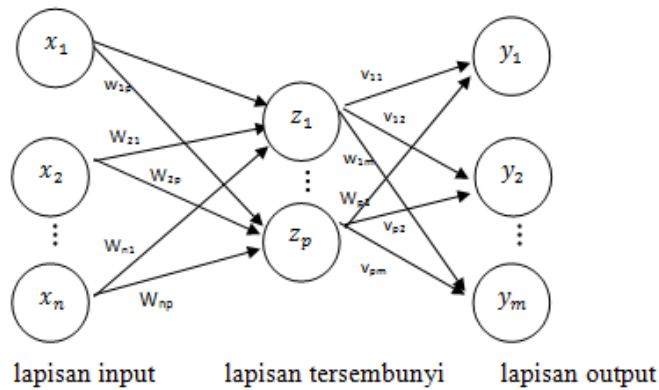 x₁
y₁
v₁₁
w₁ₚ
z₁
v₁₂
W₂₁
x₂
W₂ₚ
w₁ₘ
y₂
⋮
⋮
⋮
zₚ
vₚ₂
Wₙ₁
vₚₘ
xₙ
Wₙₚ
yₘ
lapisan input lapisan tersembunyi lapisan output